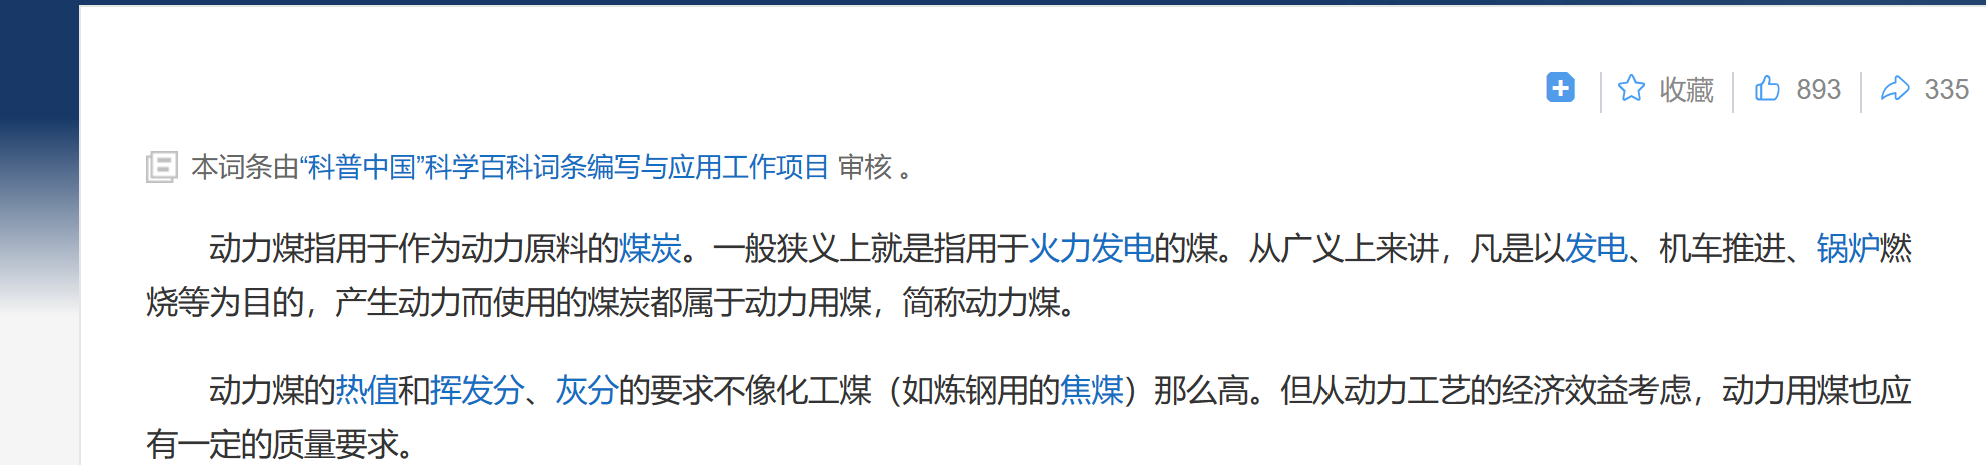 收藏 893 335
本词条由“科普中国”科学百科词条编写与应用工作项目 审核 。
动力煤指用于作为动力原料的煤炭。一般狭义上就是指用于火力发电的煤。从广义上来讲，凡是以发电、机车推进、锅炉燃
烧等为目的，产生动力而使用的煤炭都属于动力用煤，简称动力煤。
动力煤的热值和挥发分、灰分的要求不像化工煤（如炼钢用的焦煤）那么高。但从动力工艺的经济效益考虑，动力用煤也应
有一定的质量要求。